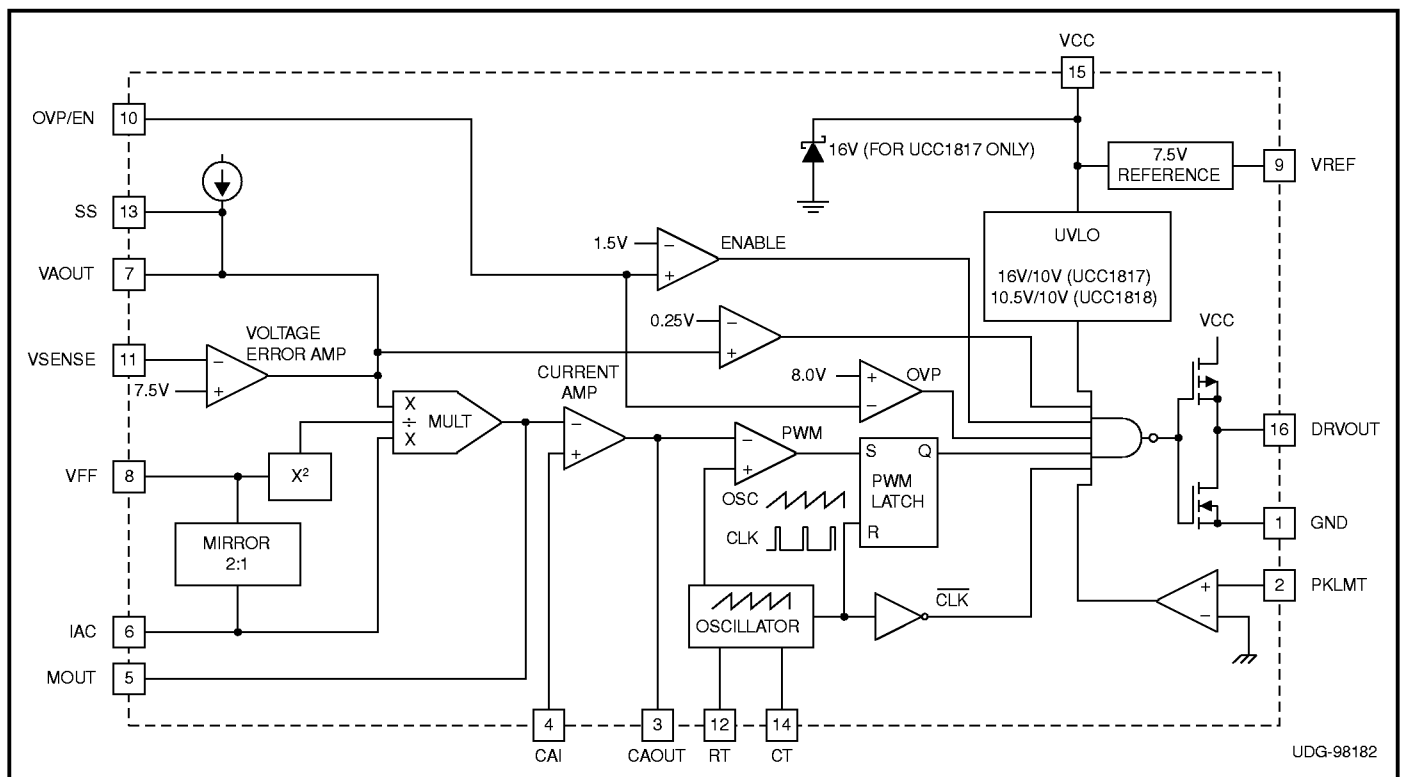 VCC
15
OVP/EN
10
16V (FOR UCC1817 ONLY)
7.5V
REFERENCE
9
VREF
SS
13
1.5V
−
+
ENABLE
UVLO
16V/10V (UCC1817)
10.5V/10V (UCC1818)
VAOUT
7
0.25V
−
+
VCC
VSENSE
11
−
7.5V
+
VOLTAGE
ERROR AMP
CURRENT
AMP
8.0V
+
−
OVP
X
÷
X
MULT
−
+
−
+
PWM
S
Q
PWM
LATCH
R
16
DRVOUT
VFF
8
X²
OSC
CLK
1
GND
MIRROR
2:1
OSCILLATOR
C̅L̅K̅
+
−
2
PKLMT
IAC
6
MOUT
5
4
3
12
14
CAI
CAOUT
RT
CT
UDG-98182